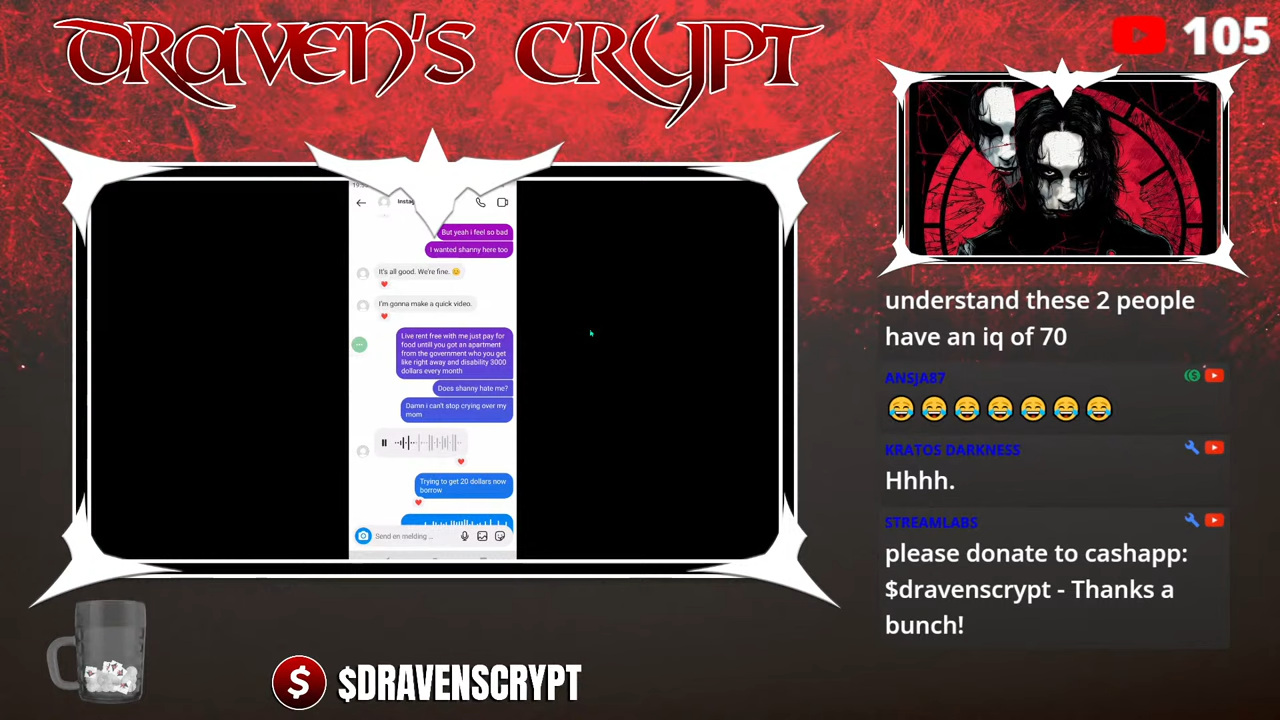 DRAVEN'S CRYPT
105
Instag
But yeah i feel so bad
I wanted shanny here too
It's all good. We're fine.
I'm gonna make a quick video.
Live rent free with me just pay for
food untill you got an apartment
from the government who you get
like right away and disability 3000
dollars every month
Does shanny hate me?
Damn i can't stop crying over my
mom
Trying to get 20 dollars now
borrow
Send en melding ...
understand these 2 people
have an iq of 70
ANSJA87
😂😂😂😂😂😂😂
KRATOS DARKNESS
Hhhh.
STREAMLABS
please donate to cashapp:
$dravenscrypt - Thanks a
bunch!
$ $DRAVENSCRYPT